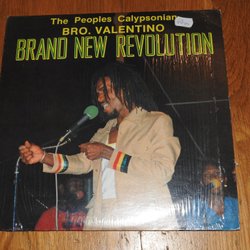 The Peoples Calypsonian
BRO. VALENTINO
BRAND NEW REVOLUTION